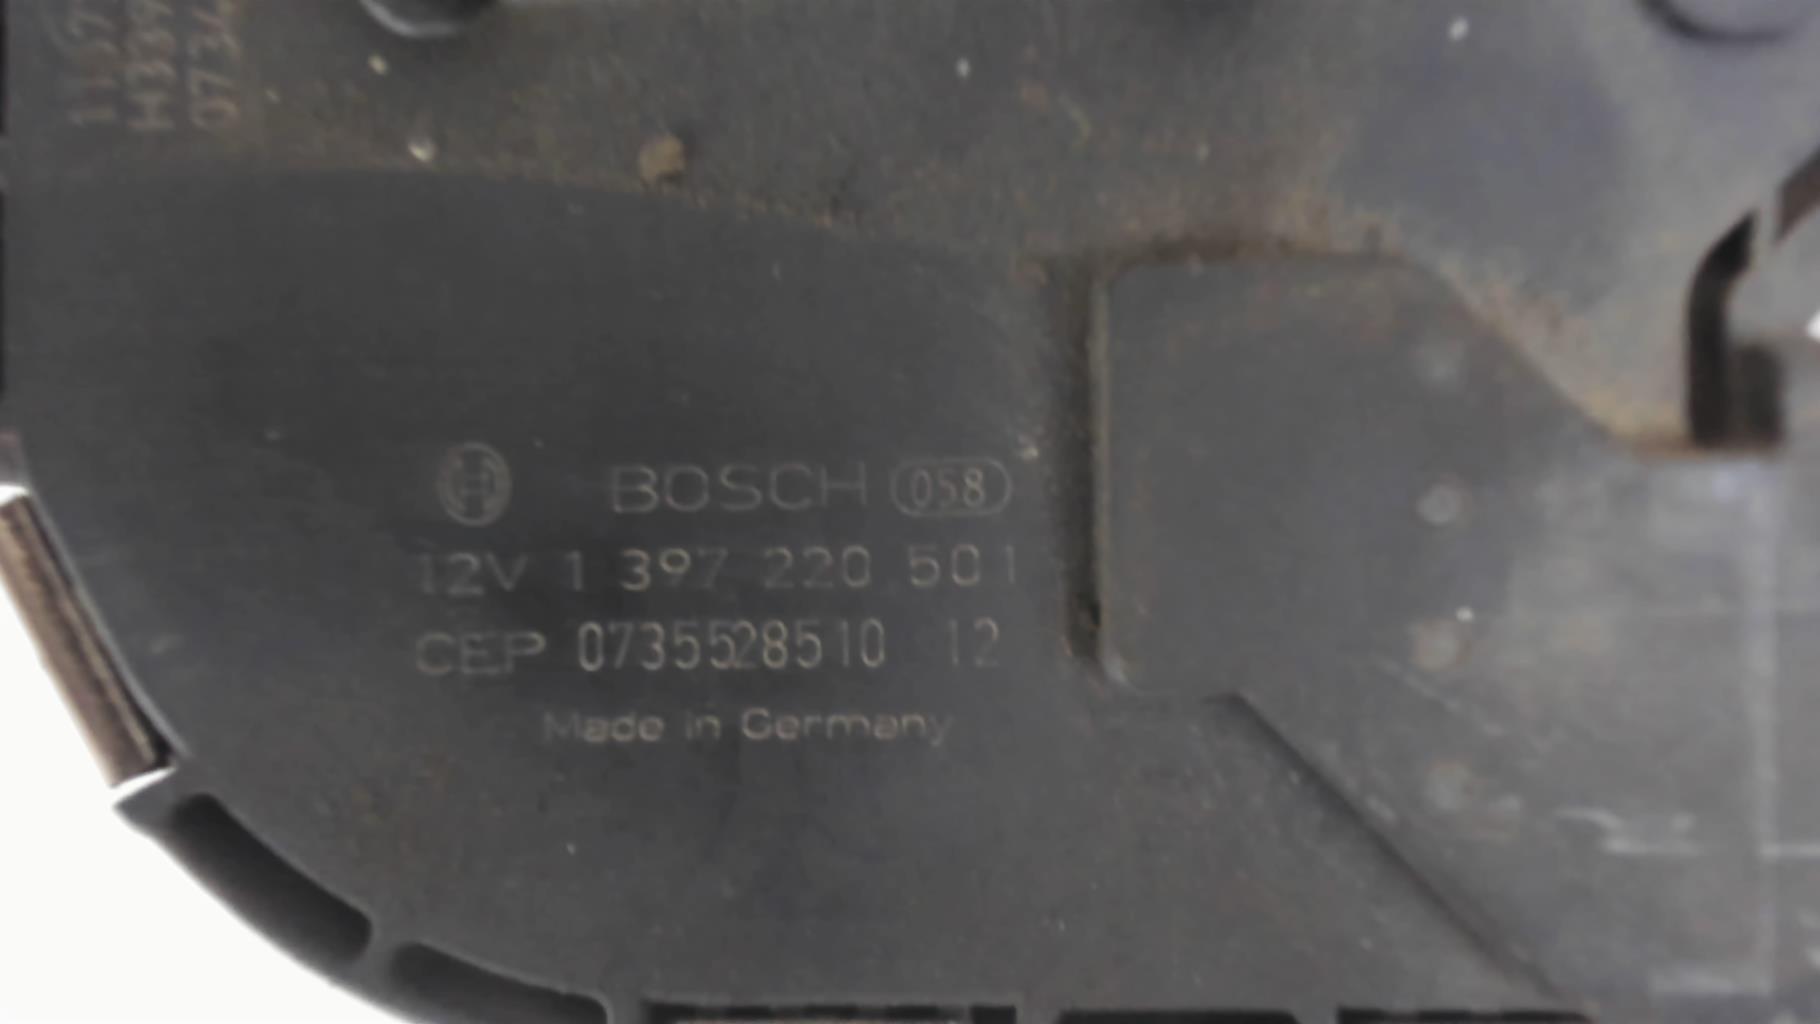 BOSCH 058
12V 1 397 220 501
CEP 0735528510 12
Made in Germany